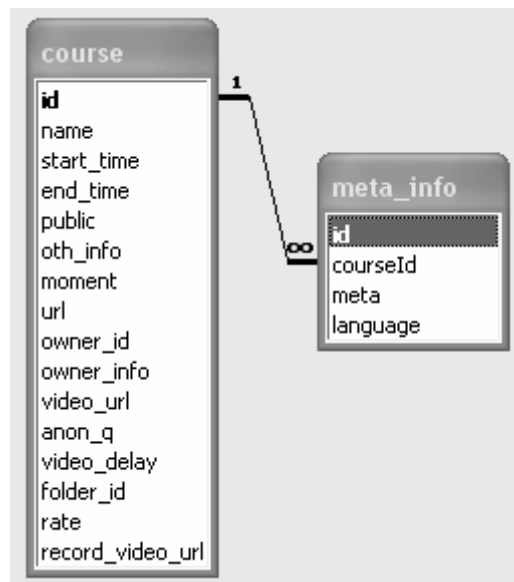 course
id
name
start_time
end_time
public
oth_info
moment
url
owner_id
owner_info
video_url
anon_q
video_delay
folder_id
rate
record_video_url
1
∞
meta_info
id
courseId
meta
language